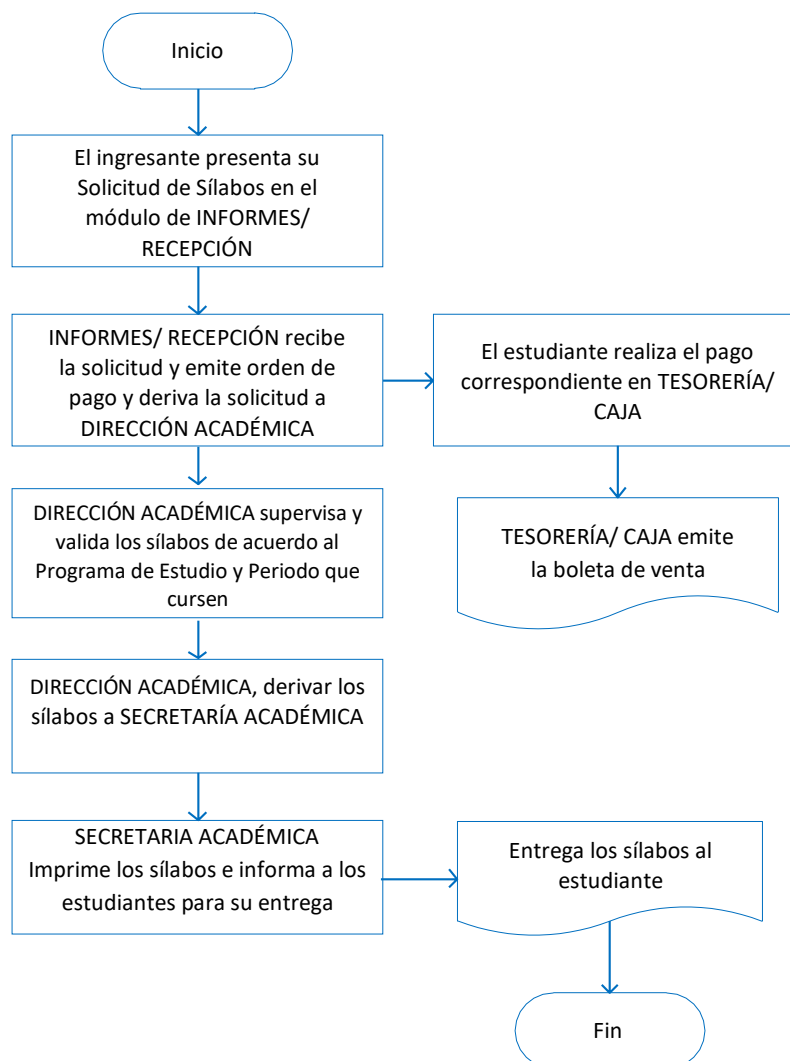 Inicio
El ingresante presenta su
Solicitud de Sílabos en el
módulo de INFORMES/
RECEPCIÓN
INFORMES/ RECEPCIÓN recibe
la solicitud y emite orden de
pago y deriva la solicitud a
DIRECCIÓN ACADÉMICA
El estudiante realiza el pago
correspondiente en TESORERÍA/
CAJA
DIRECCIÓN ACADÉMICA supervisa y
valida los sílabos de acuerdo al
Programa de Estudio y Periodo que
cursen
TESORERÍA/ CAJA emite
la boleta de venta
DIRECCIÓN ACADÉMICA, derivar los
sílabos a SECRETARÍA ACADÉMICA
SECRETARIA ACADÉMICA
Imprime los sílabos e informa a los
estudiantes para su entrega
Entrega los sílabos al
estudiante
Fin